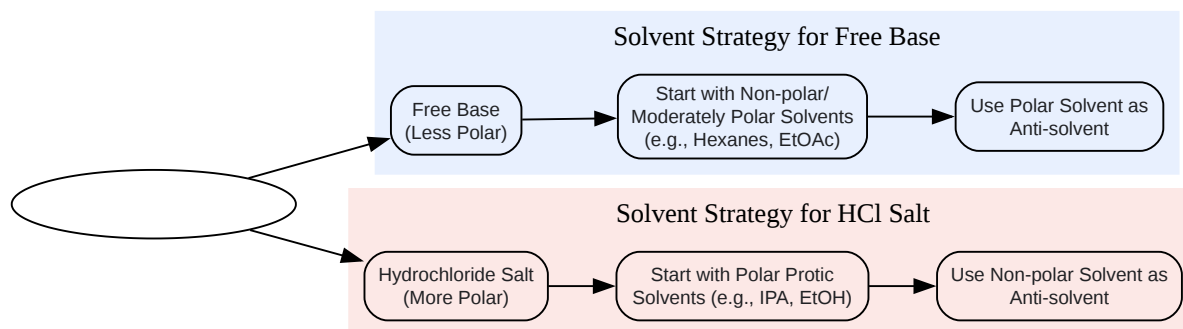 Solvent Strategy for Free Base
Free Base
(Less Polar)
Start with Non-polar/
Moderately Polar Solvents
(e.g., Hexanes, EtOAc)
Use Polar Solvent as
Anti-solvent
Solvent Strategy for HCl Salt
Hydrochloride Salt
(More Polar)
Start with Polar Protic
Solvents (e.g., IPA, EtOH)
Use Non-polar Solvent as
Anti-solvent